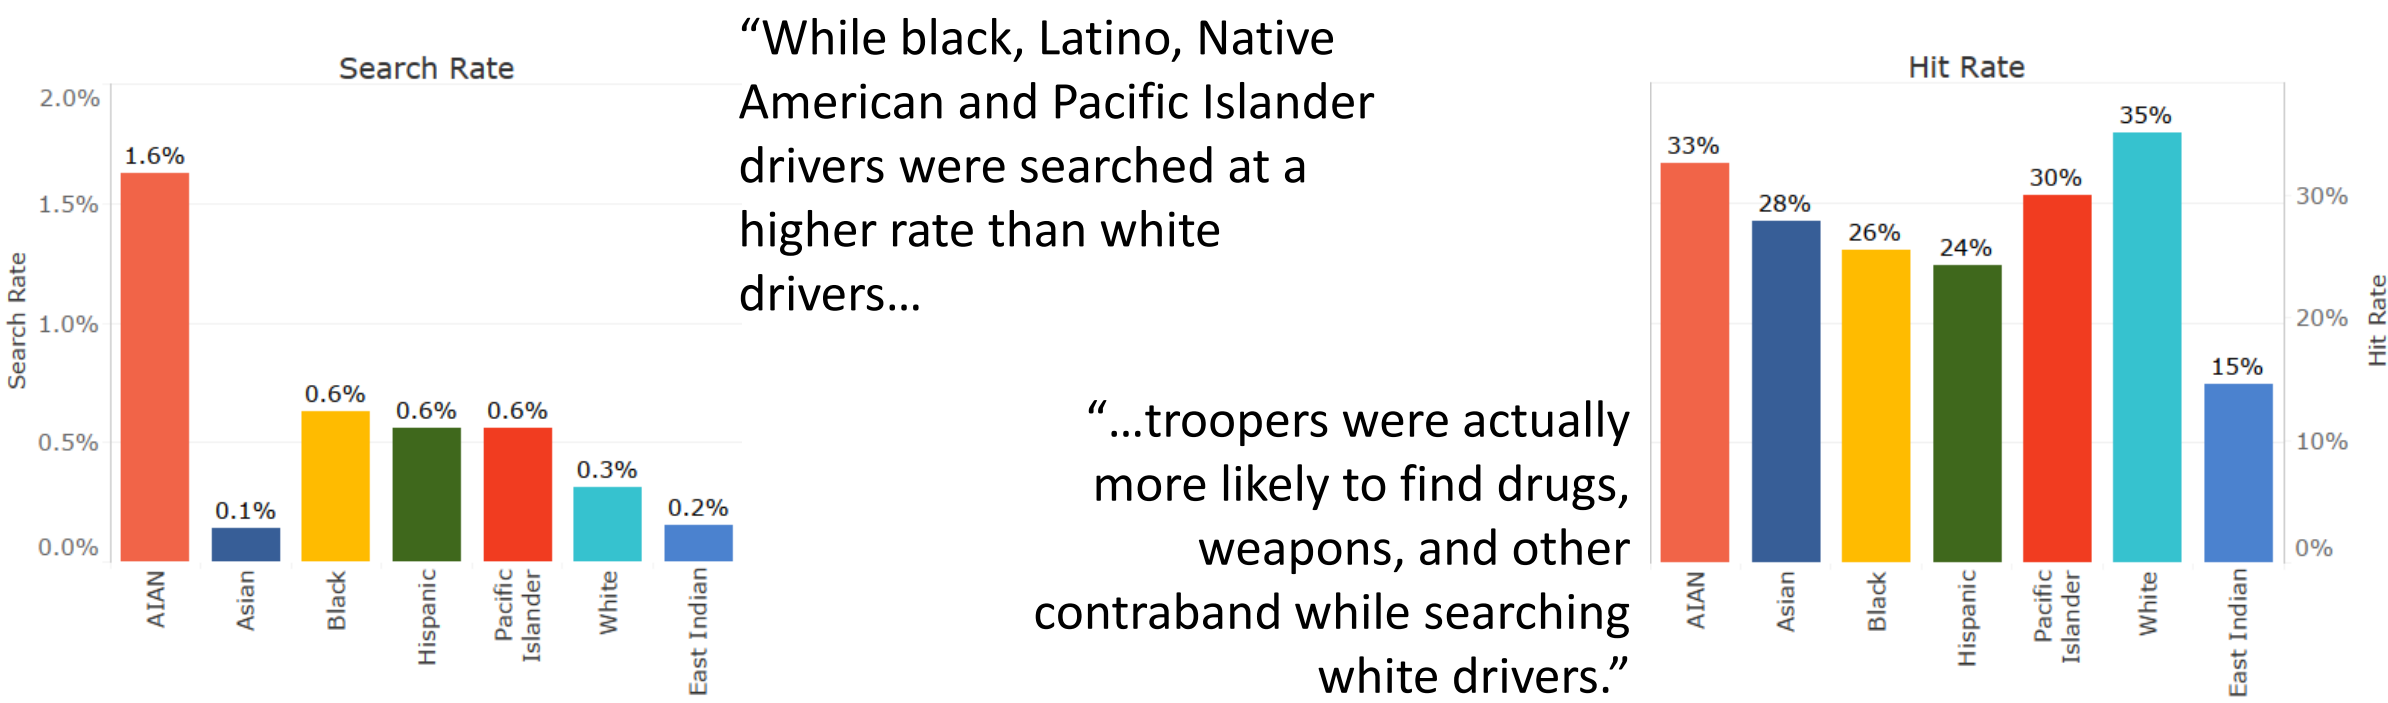 Search Rate
2.0%
1.5%
1.0%
0.5%
0.0%
Search Rate
1.6%
0.1%
0.6%
0.6%
0.6%
0.3%
0.2%
AIAN
Asian
Black
Hispanic
Pacific
Islander
White
East Indian
“While black, Latino, Native
American and Pacific Islander
drivers were searched at a
higher rate than white
drivers…
“…troopers were actually
more likely to find drugs,
weapons, and other
contraband while searching
white drivers.”
Hit Rate
33%
28%
26%
24%
30%
35%
15%
30%
20%
10%
0%
Hit Rate
AIAN
Asian
Black
Hispanic
Pacific
Islander
White
East Indian